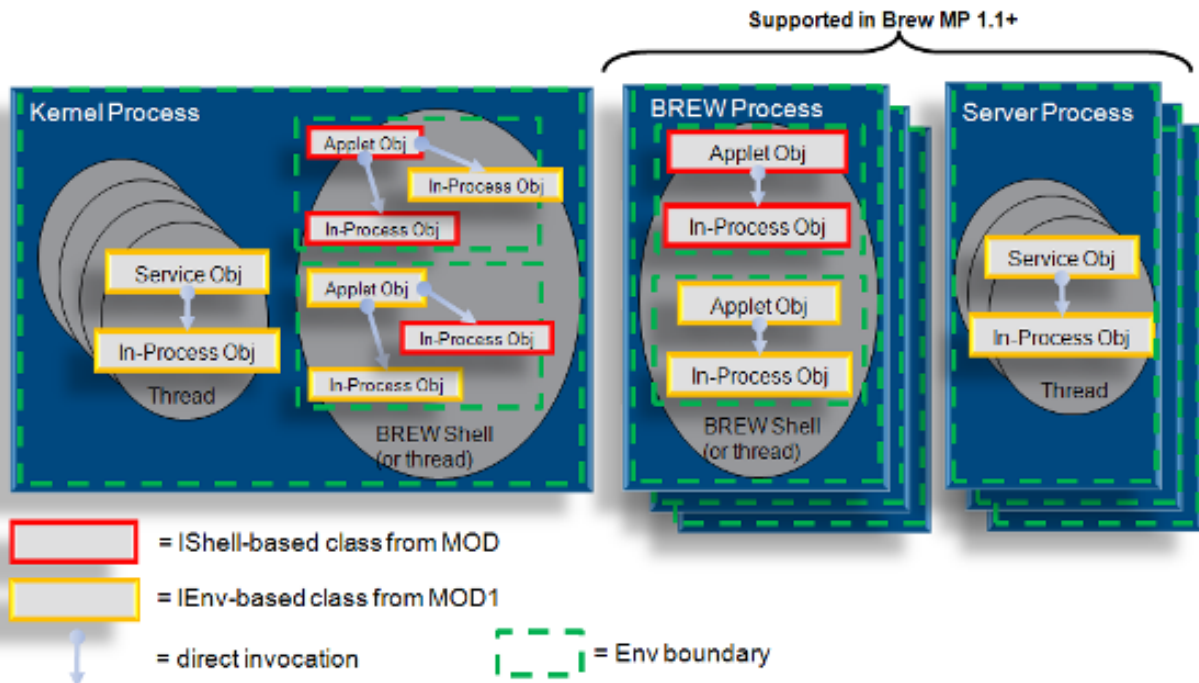 Supported in Brew MP 1.1+
Kernel Process
Service Obj
In-Process Obj
Thread
Applet Obj
In-Process Obj
In-Process Obj
Applet Obj
In-Process Obj
In-Process Obj
BREW Shell
(or thread)
BREW Process
Applet Obj
In-Process Obj
Applet Obj
In-Process Obj
BREW Shell
(or thread)
Server Process
Service Obj
In-Process Obj
Thread
= IShell-based class from MOD
= IEnv-based class from MOD1
= direct invocation
= Env boundary